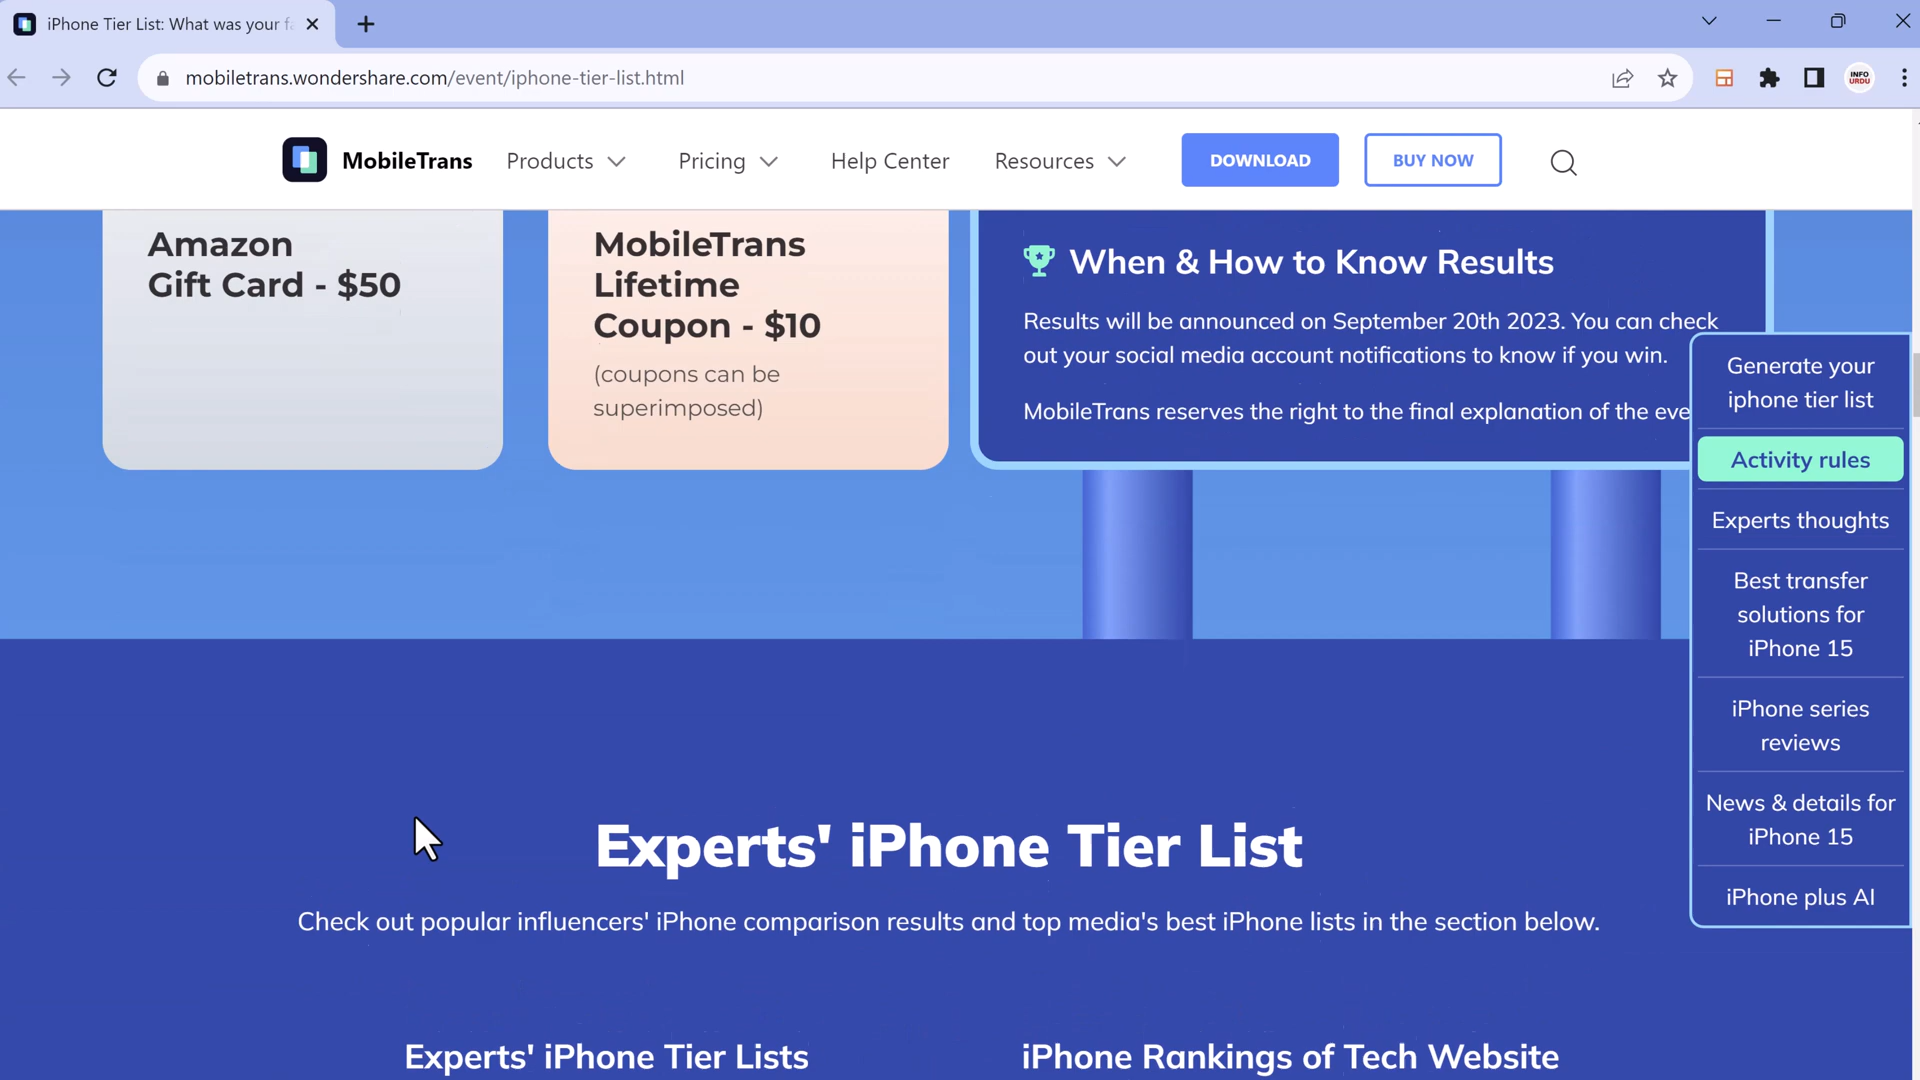 iPhone Tier List: What was your fa
mobiletrans.wondershare.com/event/iphone-tier-list.html
INFO
URDU
MobileTrans
Products
Pricing
Help Center
Resources
DOWNLOAD
BUY NOW
Amazon
Gift Card - $50
MobileTrans
Lifetime
Coupon - $10
(coupons can be
superimposed)
When & How to Know Results
Results will be announced on September 20th 2023. You can check
out your social media account notifications to know if you win.
MobileTrans reserves the right to the final explanation of the eve
Generate your
iphone tier list
Activity rules
Experts thoughts
Best transfer
solutions for
iPhone 15
iPhone series
reviews
News & details for
iPhone 15
iPhone plus AI
Experts' iPhone Tier List
Check out popular influencers' iPhone comparison results and top media's best iPhone lists in the section below.
Experts' iPhone Tier Lists
iPhone Rankings of Tech Website